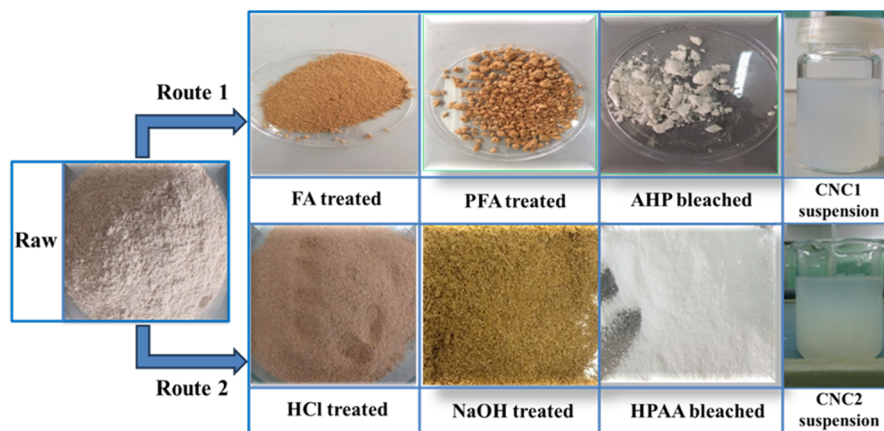 Route 1
FA treated
PFA treated
AHP bleached
CNC1
suspension
Raw
Route 2
HCl treated
NaOH treated
HPAA bleached
CNC2
suspension